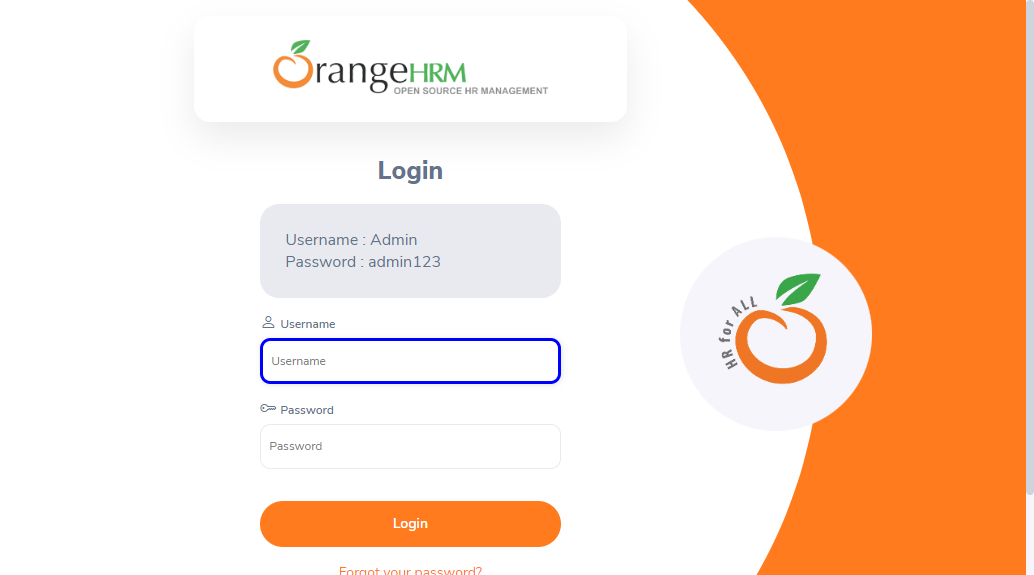 OrangeHRM
OPEN SOURCE HR MANAGEMENT
Login
Username : Admin
Password : admin123
Username
Username
Password
Password
Login
Forgot your password?
HR for ALL